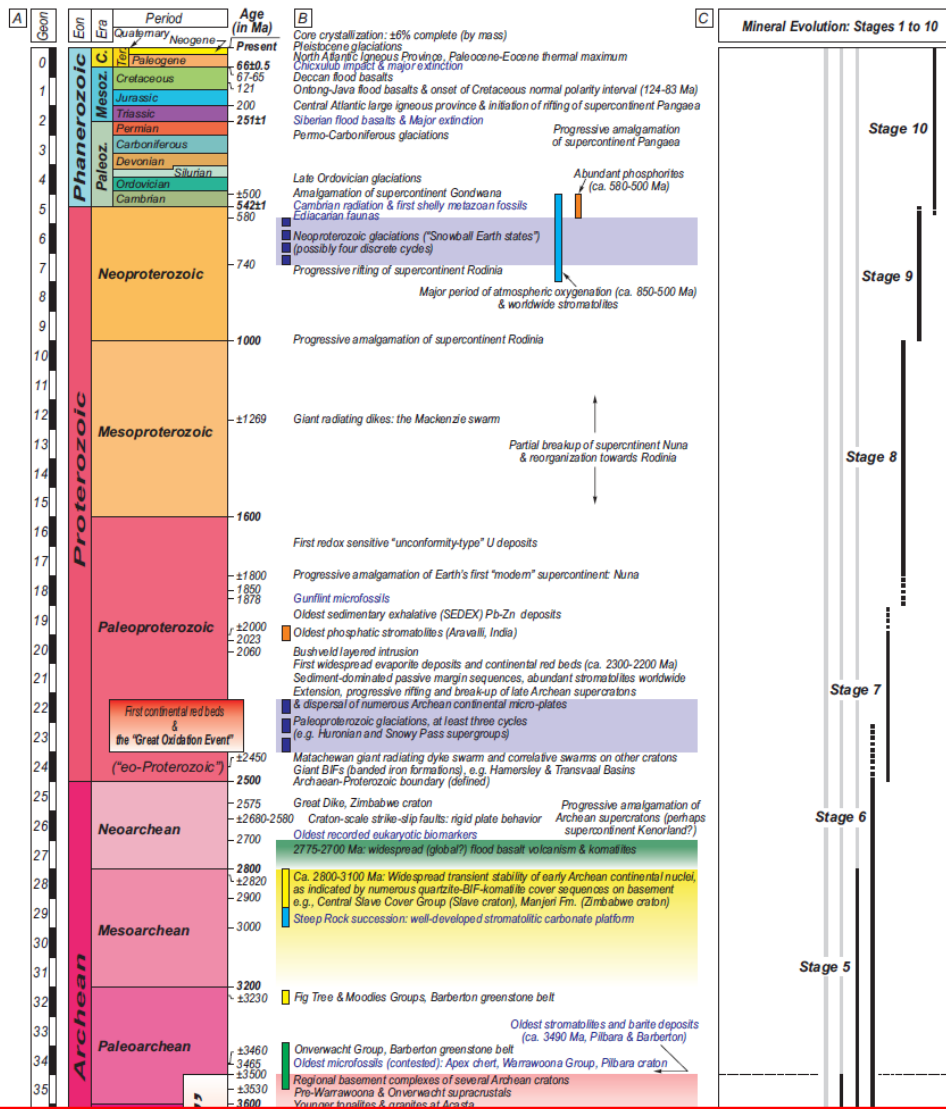 A
Geon
Eon
Era
Period
Quaternary
Neogene
Age
(in Ma)
B
C
Mineral Evolution: Stages 1 to 10
Core crystallization: ±6% complete (by mass)
Present
Pleistocene glaciations
0
Phanerozoic
C.
Ter.
Paleogene
North Atlantic Igneous Province, Paleocene-Eocene thermal maximum
66±0.5
Chicxulub impact & major extinction
Mesoz.
Cretaceous
67-65
Deccan flood basalts
1
121
Ontong-Java flood basalts & onset of Cretaceous normal polarity interval (124-83 Ma)
Jurassic
200
Central Atlantic large igneous province & initiation of rifting of supercontinent Pangaea
Triassic
2
251±1
Siberian flood basalts & Major extinction
Paleoz.
Permian
Permo-Carboniferous glaciations
Progressive amalgamation
of supercontinent Pangaea
Stage 10
3
Carboniferous
Devonian
Silurian
Abundant phosphorites
(ca. 580-500 Ma)
4
Ordovician
Late Ordovician glaciations
±500
Amalgamation of supercontinent Gondwana
Cambrian
5
542±1
Cambrian radiation & first shelly metazoan fossils
580
Ediacarian faunas
6
Neoproterozoic glaciations ("Snowball Earth states")
(possibly four discrete cycles)
7
740
Progressive rifting of supercontinent Rodinia
Neoproterozoic
Stage 9
8
Major period of atmospheric oxygenation (ca. 850-500 Ma)
& worldwide stromatolites
9
1000
Progressive amalgamation of supercontinent Rodinia
10
11
Proterozoic
12
±1269
Giant radiating dikes: the Mackenzie swarm
Mesoproterozoic
13
Partial breakup of supercntinent Nuna
& reorganization towards Rodinia
Stage 8
14
15
1600
16
First redox sensitive "unconformity-type" U deposits
17
±1800
Progressive amalgamation of Earth's first "modern" supercontinent: Nuna
18
1850
1878
Gunflint microfossils
19
Oldest sedimentary exhalative (SEDEX) Pb-Zn deposits
Paleoproterozoic
±2000
Oldest phosphatic stromatolites (Aravalli, India)
2023
20
2060
Bushveld layered intrusion
First widespread evaporite deposits and continental red beds (ca. 2300-2200 Ma)
21
Sediment-dominated passive margin sequences, abundant stromatolites worldwide
Stage 7
Extension, progressive rifting and break-up of late Archean supercratons
22
First continental red beds
&
the "Great Oxidation Event"
& dispersal of numerous Archean continental micro-plates
Paleoproterozoic glaciations, at least three cycles
23
(e.g. Huronian and Snowy Pass supergroups)
24
("eo-Proterozoic")
±2450
Matachewan giant radiating dyke swarm and correlative swarms on other cratons
Giant BIFs (banded iron formations), e.g. Hamersley & Transvaal Basins
2500
Archaean-Proterozoic boundary (defined)
25
2575
Great Dike, Zimbabwe craton
Progressive amalgamation of
Archean supercratons (perhaps
supercontinent Kenorland?)
Stage 6
26
Neoarchean
±2680-2580
Craton-scale strike-slip faults: rigid plate behavior
2700
Oldest recorded eukaryotic biomarkers
27
2775-2700 Ma: widespread (global?) flood basalt volcanism & komatiites
2800
28
±2820
Ca. 2800-3100 Ma: Widespread transient stability of early Archean continental nuclei,
as indicated by numerous quartzite-BIF-komatiite cover sequences on basement
2900
e.g., Central Slave Cover Group (Slave craton), Manjeri Fm. (Zimbabwe craton)
29
Mesoarchean
3000
Steep Rock succession: well-developed stromatolitic carbonate platform
30
Stage 5
31
3200
Archean
32
±3230
Fig Tree & Moodies Groups, Barberton greenstone belt
33
Paleoarchean
Oldest stromatolites and barite deposits
(ca. 3490 Ma, Pilbara & Barberton)
±3460
Onverwacht Group, Barberton greenstone belt
34
3465
Oldest microfossils (contested): Apex chert, Warrawoona Group, Pilbara craton
±3500
Regional basement complexes of several Archean cratons
35
±3530
Pre-Warrawoona & Onverwacht supracrustals
3600
Younger tonalites & granites at Acasta